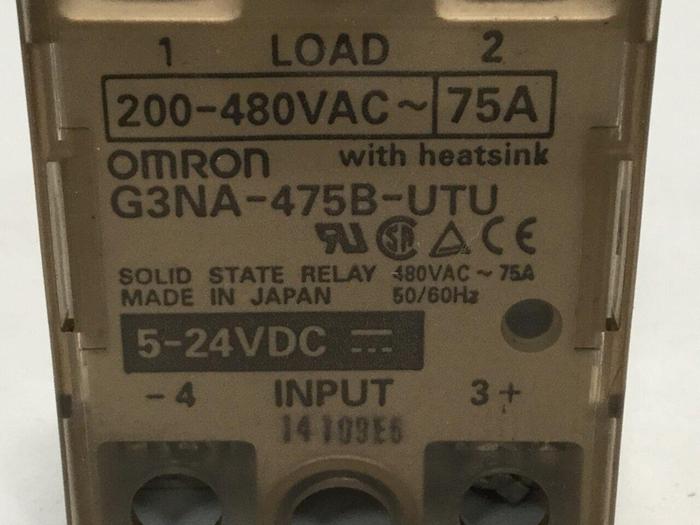 1 LOAD 2
200-480VAC~ 75A
OMRON with heatsink
G3NA-475B-UTU
SOLID STATE RELAY 480VAC~75A
MADE IN JAPAN 50/60Hz
5-24VDC
-4 INPUT 3+
14109E6